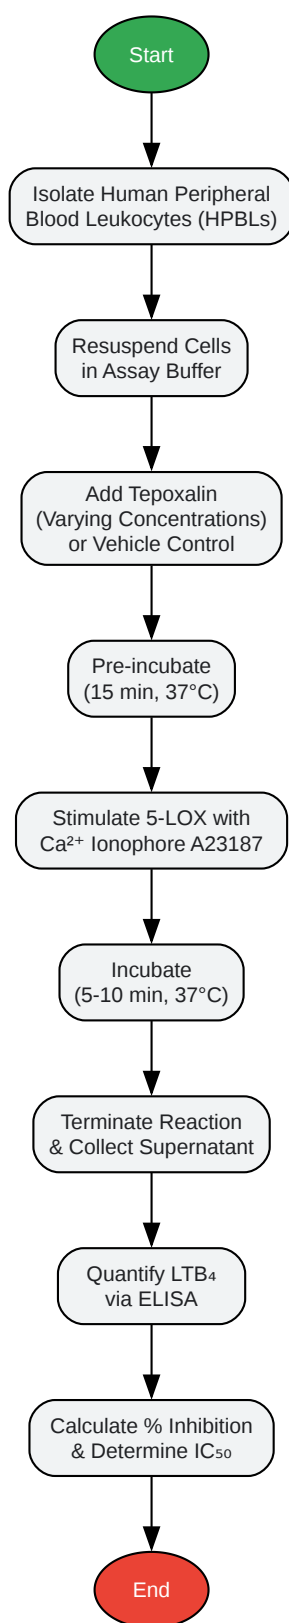 Start
Isolate Human Peripheral
Blood Leukocytes (HPBLs)
Resuspend Cells
in Assay Buffer
Add Tepoxalin
(Varying Concentrations)
or Vehicle Control
Pre-incubate
(15 min, 37°C)
Stimulate 5-LOX with
Ca²⁺ Ionophore A23187
Incubate
(5-10 min, 37°C)
Terminate Reaction
& Collect Supernatant
Quantify LTB₄
via ELISA
Calculate % Inhibition
& Determine IC₅₀
End